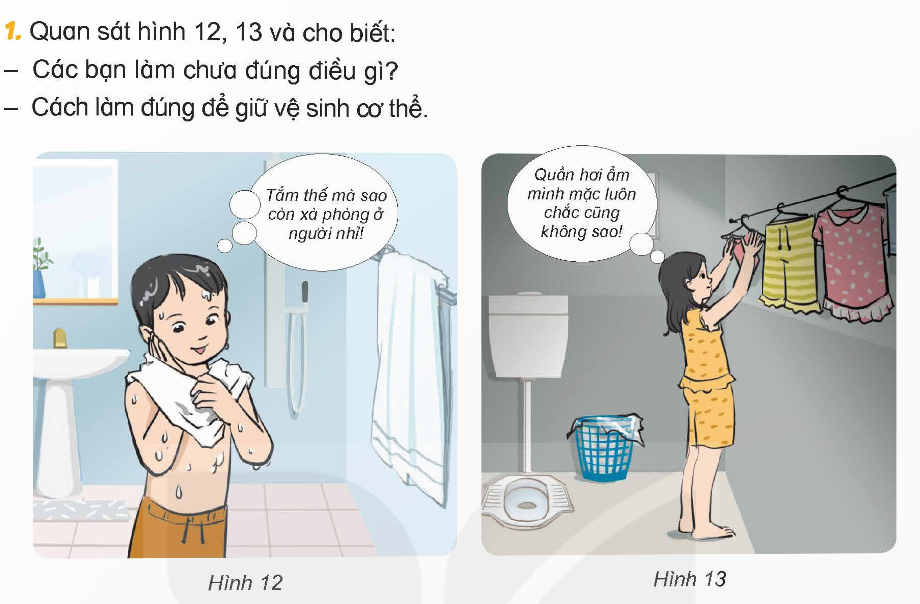 1. Quan sát hình 12, 13 và cho biết:
– Các bạn làm chưa đúng điều gì?
– Cách làm đúng để giữ vệ sinh cơ thể.
Tắm thế mà sao
còn xà phòng ở
người nhỉ!
Quần hơi ẩm
mình mặc luôn
chắc cũng
không sao!
Hình 12
Hình 13